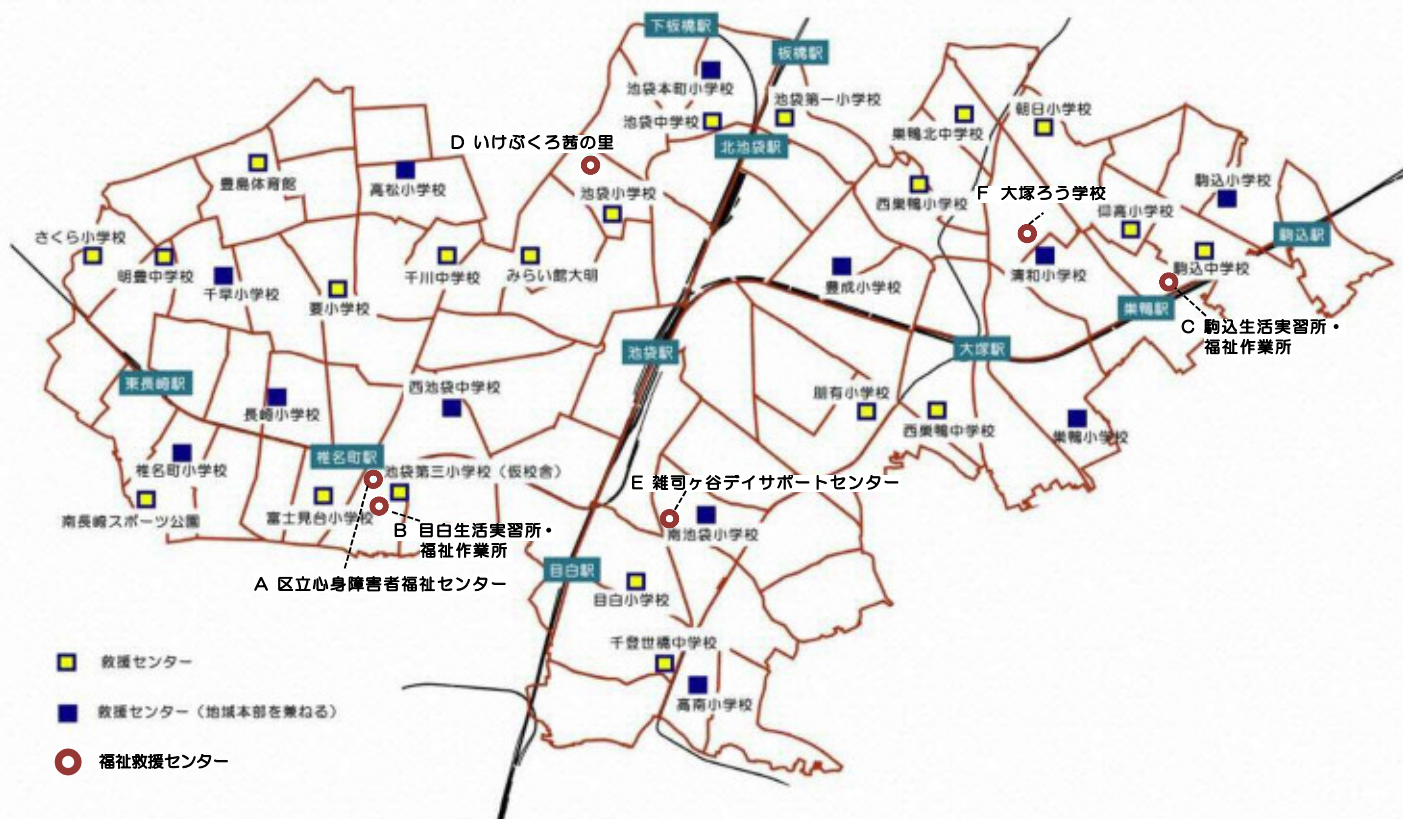 下板橋駅
板橋駅
池袋本町小学校
池袋第一小学校
池袋中学校
北池袋駅
D いけぶくろ茜の里
池袋小学校
豊島体育館
高松小学校
さくら小学校
明豊中学校
千早小学校
要小学校
千川中学校
みらい館大明
巣鴨北中学校
朝日小学校
西巣鴨小学校
F 大塚ろう学校
仰高小学校
駒込小学校
駒込駅
駒込中学校
清和小学校
豊成小学校
巣鴨駅
C 駒込生活実習所・
福祉作業所
池袋駅
大塚駅
東長崎駅
長崎小学校
西池袋中学校
朋有小学校
西巣鴨中学校
巣鴨小学校
椎名町駅
椎名町小学校
池袋第三小学校（仮校舎）
南長崎スポーツ公園
富士見台小学校
B 目白生活実習所・
福祉作業所
A 区立心身障害者福祉センター
E 雑司ヶ谷デイサポートセンター
南池袋小学校
目白駅
目白小学校
千登世橋中学校
高南小学校
救援センター
救援センター（地域本部を兼ねる）
福祉救援センター